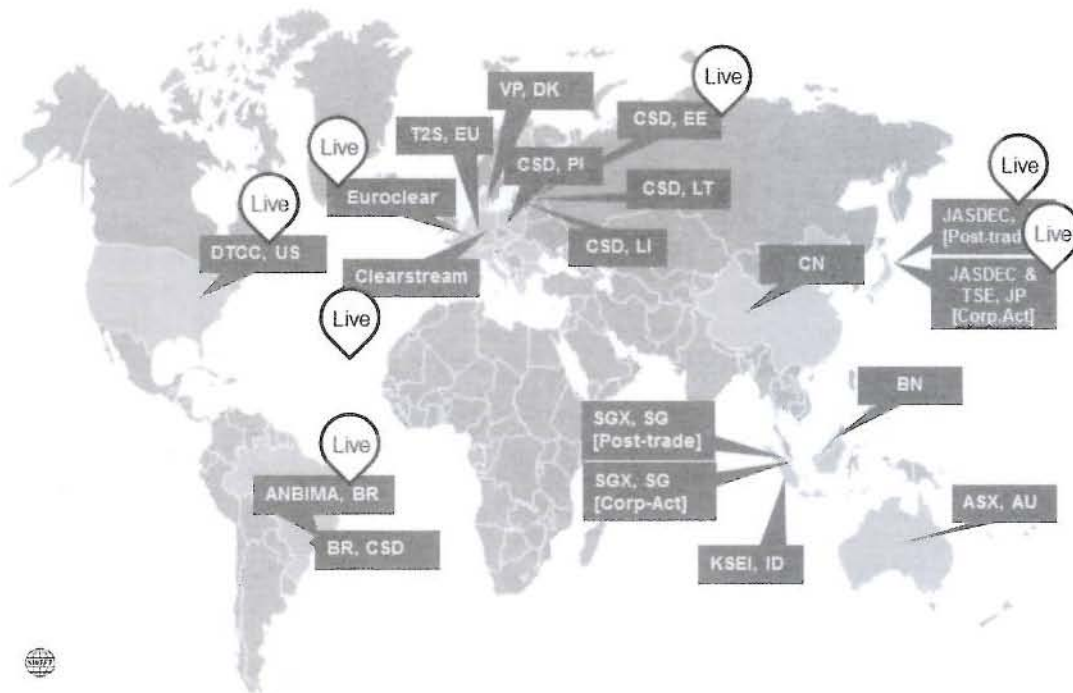 Live
VP, DK
CSD, EE
T2S, EU
Live
CSD, PI
Live
Euroclear
CSD, LT
Live
JASDEC,
[Post-trad
Live
DTCC, US
CSD, LI
Clearstream
CN
JASDEC &
TSE, JP
[Corp.Act]
Live
BN
SGX, SG
[Post-trade]
Live
SGX, SG
[Corp-Act]
ANBIMA, BR
ASX, AU
BR, CSD
KSEI, ID
SWIFT